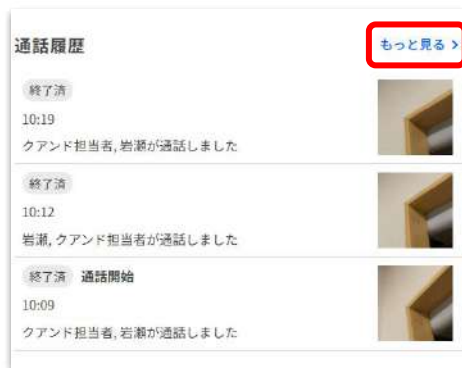 通話履歴
もっと見る >
終了済
10:19
クアンド担当者, 岩瀬が通話しました
終了済
10:12
岩瀬, クアンド担当者が通話しました
終了済 通話開始
10:09
クアンド担当者, 岩瀬が通話しました